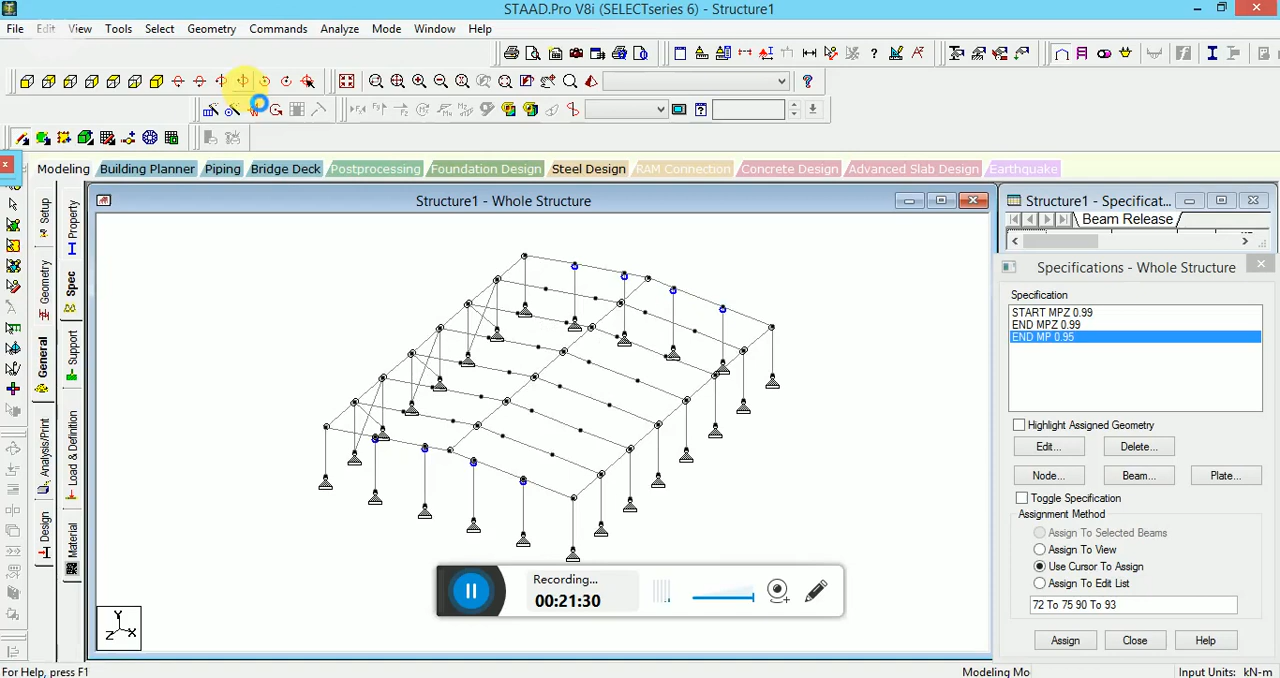 STAAD.Pro V8i (SELECTseries 6) - Structure1
File Edit View Tools Select Geometry Commands Analyze Mode Window Help
Modeling Building Planner Piping Bridge Deck Postprocessing Foundation Design Steel Design RAM Connection Concrete Design Advanced Slab Design Earthquake
Structure1 - Whole Structure
Structure1 - Specificat...
Beam Release
Specifications - Whole Structure
Specification
START MPZ 0.99
END MPZ 0.99
END MP 0.95
Highlight Assigned Geometry
Edit... Delete...
Node... Beam... Plate...
Toggle Specification
Assignment Method
Assign To Selected Beams
Assign To View
Use Cursor To Assign
Assign To Edit List
72 To 75 90 To 93
Assign Close Help
Setup
Geometry
General
Analysis/Print
Design
Property
Spec
Support
Load & Definition
Material
Recording...
00:21:30
Y
Z X
For Help, press F1
Modeling Mo
Input Units: kN-m